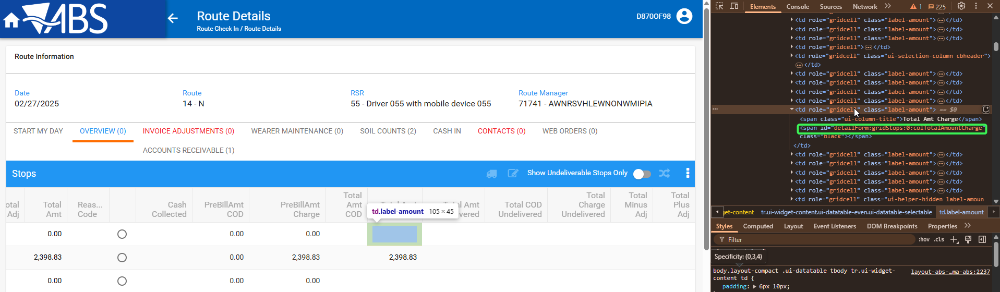 ABS
Route Details
Route Check In / Route Details
D870OF98
Route Information
Date
02/27/2025
Route
14 - N
RSR
55 - Driver 055 with mobile device 055
Route Manager
71741 - AWNRSVHLEWNONWMIPIA
START MY DAY
OVERVIEW (0)
INVOICE ADJUSTMENTS (0)
WEARER MAINTENANCE (0)
SOIL COUNTS (2)
CASH IN
CONTACTS (0)
WEB ORDERS (0)
ACCOUNTS RECEIVABLE (1)
Stops
Show Undeliverable Stops Only
otal Adj
Total Amt
Reas... Code
Cash Collected
PreBillAmt COD
PreBillAmt Charge
Total Amt COD
Total Amt
Amt vered
Total COD Undelivered
Total Charge Undelivered
Total Minus Adj
Total Plus Adj
td.label-amount 105 × 45
0.00 0.00 0.00
2,398.83 0.00 2,398.83 2,398.83
0.00 0.00 0.00
Elements Console Sources Network 1 225
<td role="gridcell" class="label-amount"></td>
<td role="gridcell" class="label-amount"></td>
<td role="gridcell" class="label-amount"></td>
<td role="gridcell"></td>
<td role="gridcell" class="ui-selection-column cbheader">
</td>
<td role="gridcell" class="label-amount"></td>
<td role="gridcell" class="label-amount"></td>
<td role="gridcell" class="label-amount"></td>
<td role="gridcell" class="label-amount"></td>
<td role="gridcell" class="label-amount"> == $0
<span class="ui-column-title">Total Amt Charge</span>
<span id="detailForm:gridStops:0:colTotalAmountCharge"
class="black"></span>
</td>
<td role="gridcell" class="label-amount"></td>
<td role="gridcell" class="label-amount"></td>
<td role="gridcell" class="label-amount"></td>
<td role="gridcell" class="label-amount"></td>
<td role="gridcell" class="label-amount"></td>
<td role="gridcell" class="ui-helper-hidden label-amoun
get-content tr.ui-widget-content.ui-datatable-even.ui-datatable-selectable td.label-amount
Styles Computed Layout Event Listeners DOM Breakpoints Properties
Filter :hov .cls
Specificity: (0,3,4)
body.layout-compact .ui-datatable tbody tr.ui-widget- layout-abs-…ma-abs:2237
content td {
padding: 6px 10px;